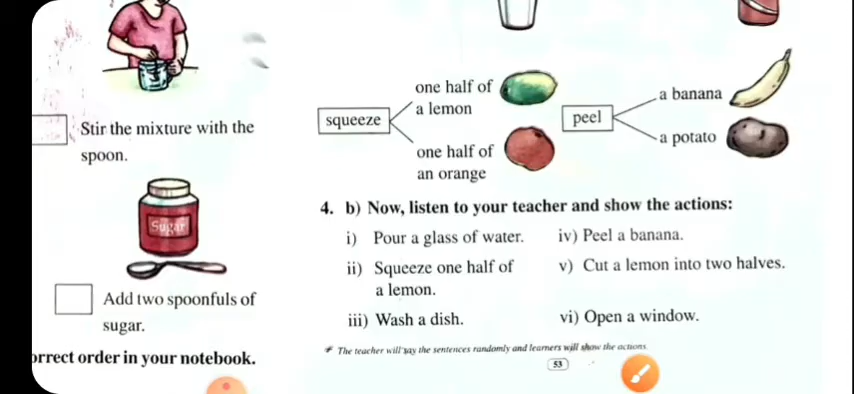 Stir the mixture with the
spoon.
Sugar
Add two spoonfuls of
sugar.
orrect order in your notebook.
squeeze
one half of
a lemon
one half of
an orange
peel
a banana
a potato
4. b) Now, listen to your teacher and show the actions:
i) Pour a glass of water.
ii) Squeeze one half of
a lemon.
iii) Wash a dish.
iv) Peel a banana.
v) Cut a lemon into two halves.
vi) Open a window.
* The teacher will say the sentences randomly and learners will show the actions.
53